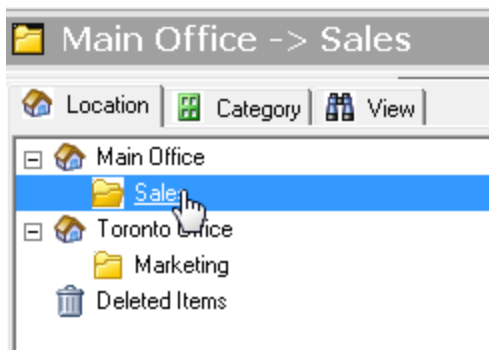 Main Office -> Sales
Location Category View
Main Office
Sales
Toronto Office
Marketing
Deleted Items